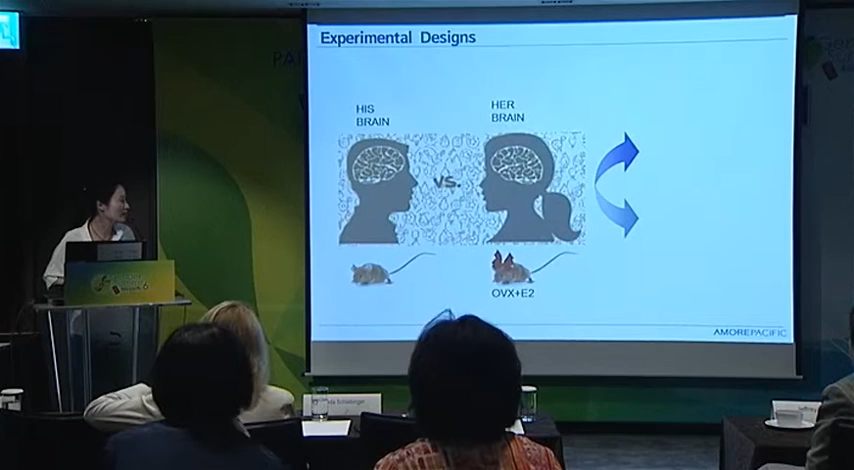 Experimental Designs
HIS
BRAIN
HER
BRAIN
vs.
OVX+E2
AMOREPACIFIC